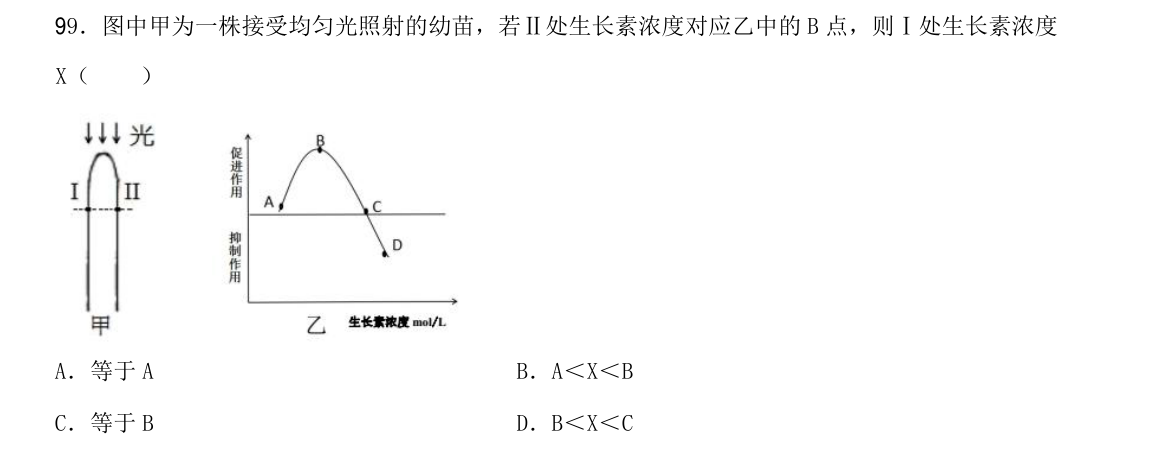 99. 图中甲为一株接受均匀光照射的幼苗，若Ⅱ处生长素浓度对应乙中的 B 点，则Ⅰ处生长素浓度
X（　　）
光
Ⅰ Ⅱ
甲
促进作用
抑制作用
A
B
C
D
乙 生长素浓度 mol/L
A. 等于 A B. A＜X＜B
C. 等于 B D. B＜X＜C